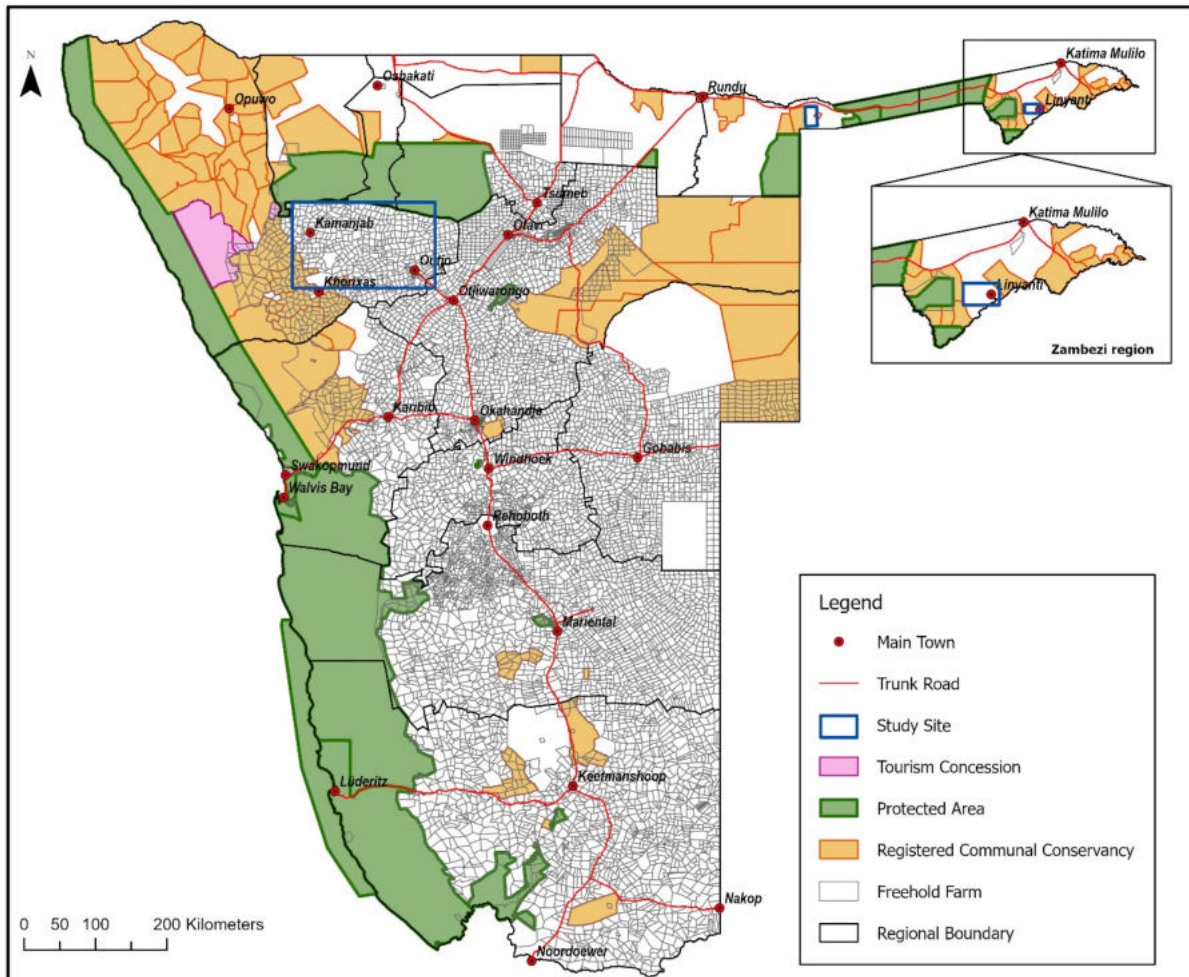 N
Katima Mulilo
Oshakati
Rundu
Opuwo
Linyanti
Tsumeb
Kamanjab
Otavi
Katima Mulilo
Outjo
Khorixas
Otjiwarongo
Linyanti
Zambezi region
Karibib
Okahandja
Gobabis
Windhoek
Swakopmund
Walvis Bay
Rehoboth
Mariental
Keetmanshoop
Lüderitz
Nakop
Noordoewer
Legend
Main Town
Trunk Road
Study Site
Tourism Concession
Protected Area
Registered Communal Conservancy
Freehold Farm
Regional Boundary
0 50 100 200 Kilometers